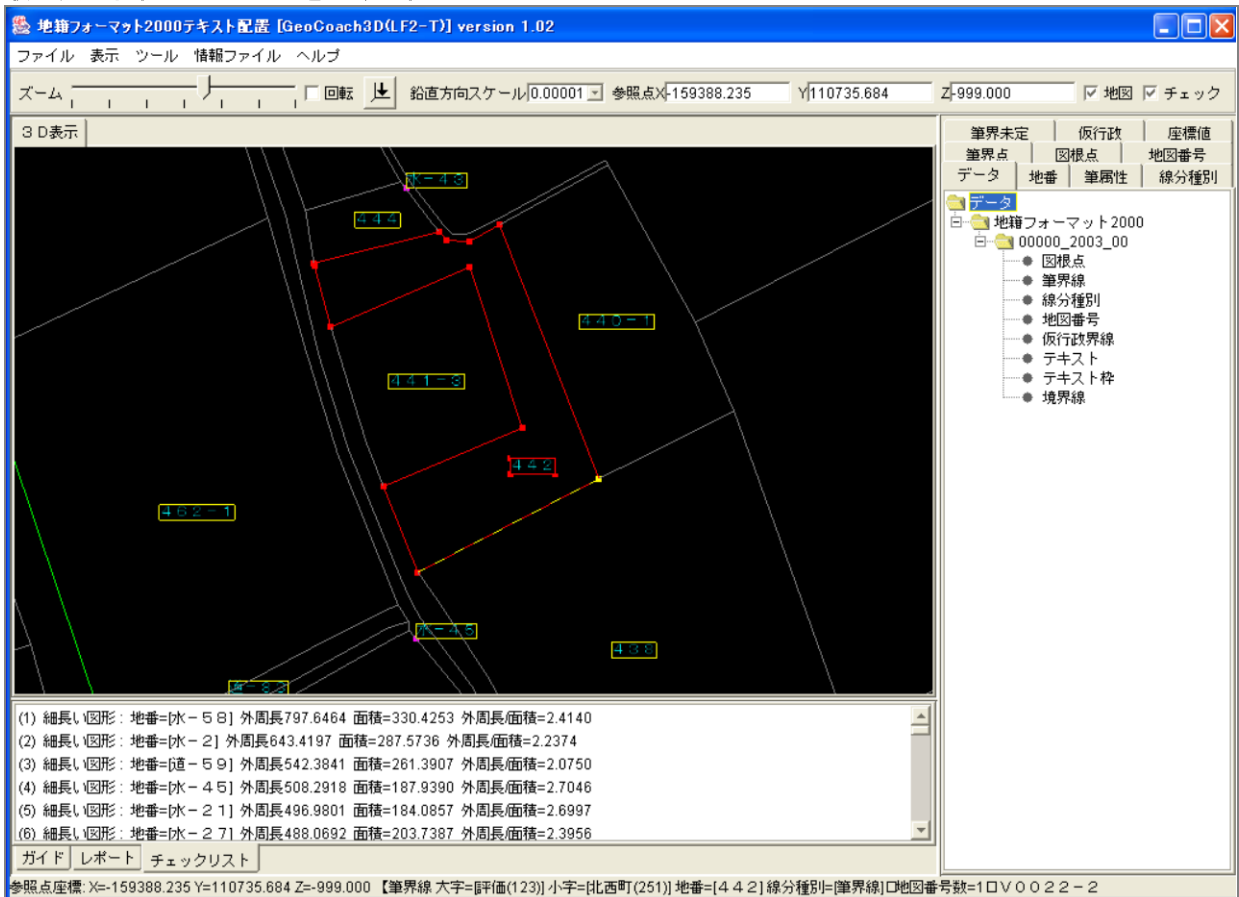 地籍フォーマット2000テキスト配置 [GeoCoach3D(LF2-T)] version 1.02
ファイル 表示 ツール 情報ファイル ヘルプ
ズーム 回転 鉛直方向スケール 0.00001 参照点X -159388.235 Y 110735.684 Z -999.000 地図 チェック
3D表示
筆界未定 仮行政 座標値
筆界点 図根点 地図番号
データ 地番 筆属性 線分種別
データ
地籍フォーマット2000
00000_2003_00
図根点
筆界線
線分種別
地図番号
仮行政界線
テキスト
テキスト枠
境界線
水-43
444
440-1
441-3
442
462-1
水-45
438
(1) 細長い図形: 地番=[水-58] 外周長797.6464 面積=330.4253 外周長/面積=2.4140
(2) 細長い図形: 地番=[水-2] 外周長643.4197 面積=287.5736 外周長/面積=2.2374
(3) 細長い図形: 地番=[道-59] 外周長542.3841 面積=261.3907 外周長/面積=2.0750
(4) 細長い図形: 地番=[水-45] 外周長508.2918 面積=187.9390 外周長/面積=2.7046
(5) 細長い図形: 地番=[水-21] 外周長496.9801 面積=184.0857 外周長/面積=2.6997
(6) 細長い図形: 地番=[水-27] 外周長488.0692 面積=203.7387 外周長/面積=2.3956
ガイド レポート チェックリスト
参照点座標: X=-159388.235 Y=110735.684 Z=-999.000 【筆界線 大字=[評価(123)] 小字=[北西町(251)] 地番=[442] 線分種別=[筆界線]□地図番号数=1□V0022-2